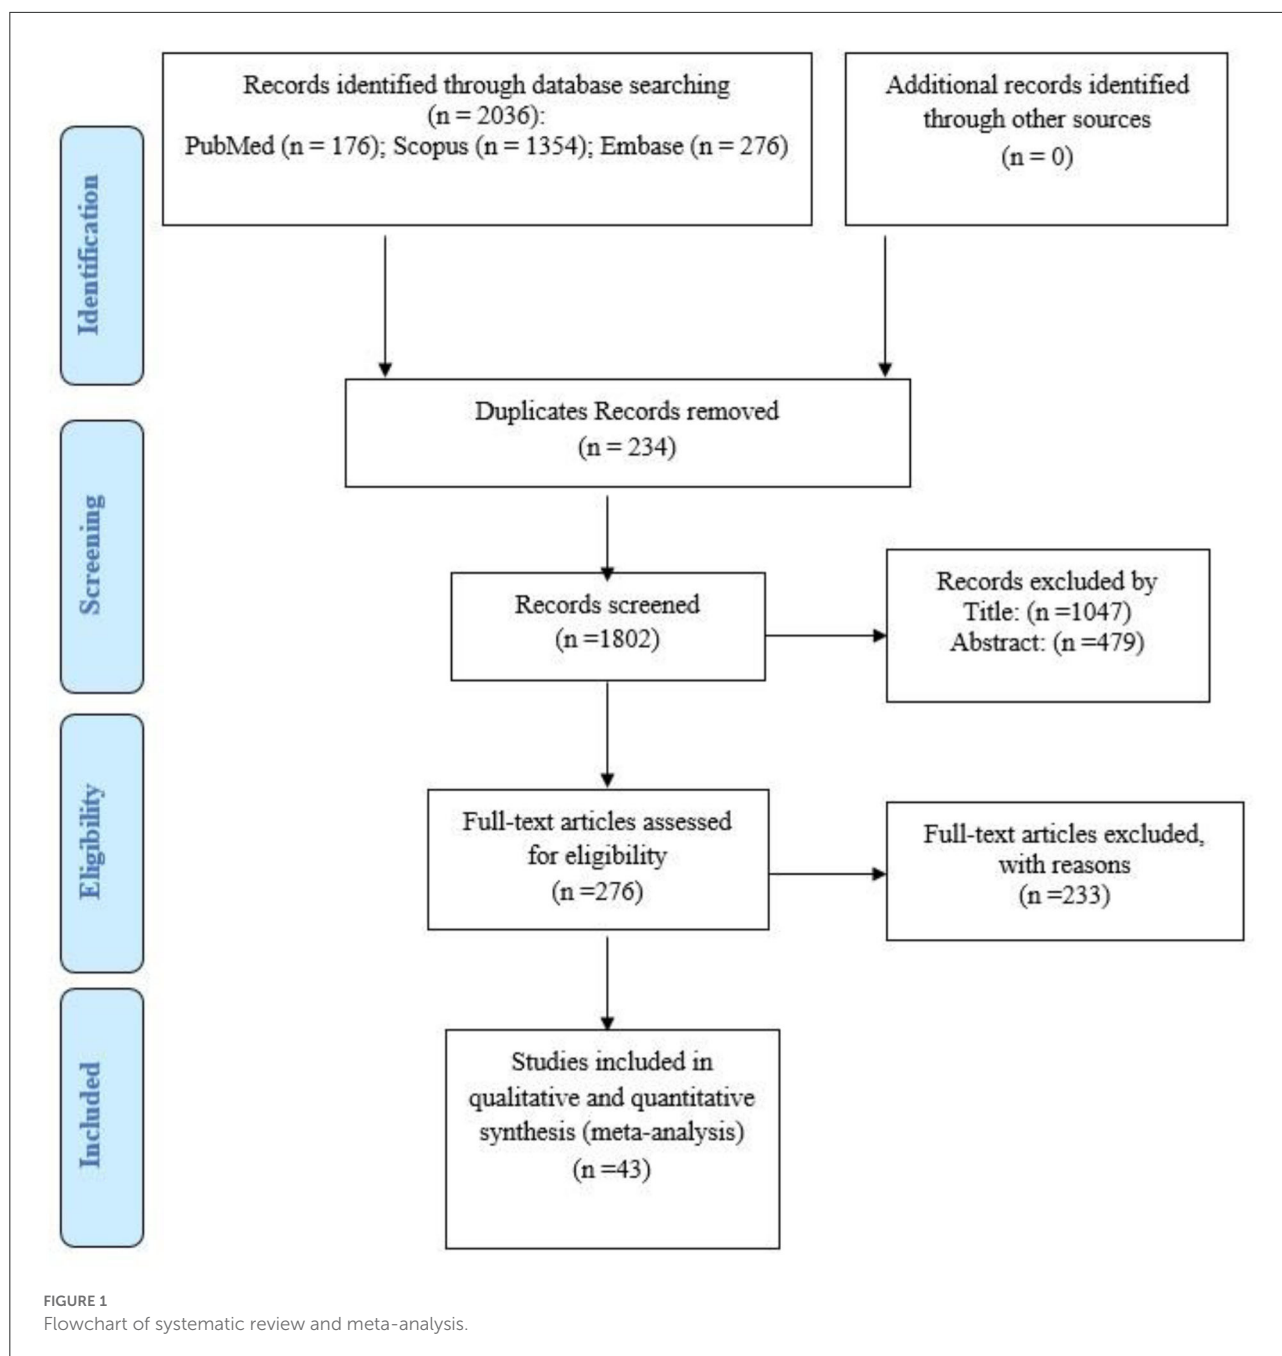 Records identified through database searching
(n = 2036):
PubMed (n = 176); Scopus (n = 1354); Embase (n = 276)
Additional records identified
through other sources
(n = 0)
Identification
Duplicates Records removed
(n = 234)
Screening
Records screened
(n =1802)
Records excluded by
Title: (n =1047)
Abstract: (n =479)
Eligibility
Full-text articles assessed
for eligibility
(n =276)
Full-text articles excluded,
with reasons
(n =233)
Included
Studies included in
qualitative and quantitative
synthesis (meta-analysis)
(n =43)
FIGURE 1
Flowchart of systematic review and meta-analysis.